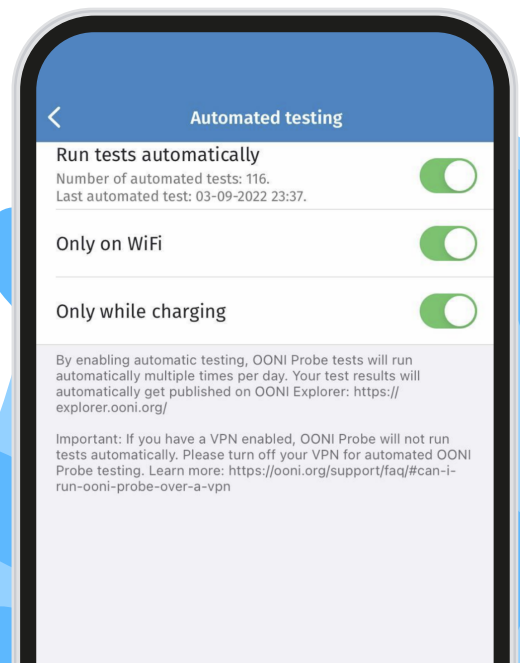 Automated testing
Run tests automatically
Number of automated tests: 116.
Last automated test: 03-09-2022 23:37.
Only on WiFi
Only while charging
By enabling automatic testing, OONI Probe tests will run
automatically multiple times per day. Your test results will
automatically get published on OONI Explorer: https://
explorer.ooni.org/
Important: If you have a VPN enabled, OONI Probe will not run
tests automatically. Please turn off your VPN for automated OONI
Probe testing. Learn more: https://ooni.org/support/faq/#can-i-
run-ooni-probe-over-a-vpn